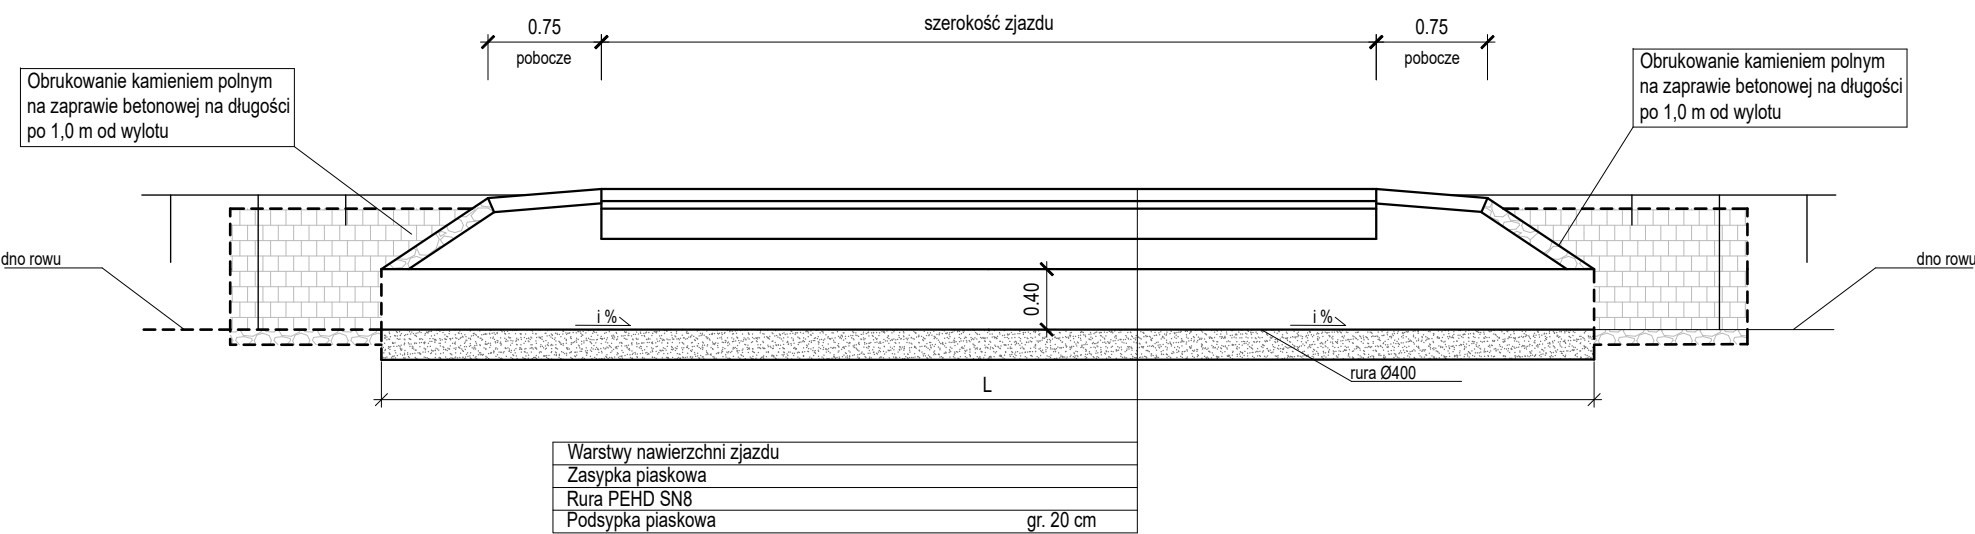 0.75
szerokość zjazdu
0.75
pobocze
pobocze
Obrukowanie kamieniem polnym
na zaprawie betonowej na długości
po 1,0 m od wylotu
Obrukowanie kamieniem polnym
na zaprawie betonowej na długości
po 1,0 m od wylotu
dno rowu
dno rowu
0.40
i %
i %
rura Ø400
L
Warstwy nawierzchni zjazdu
Zasypka piaskowa
Rura PEHD SN8
Podsypka piaskowa gr. 20 cm